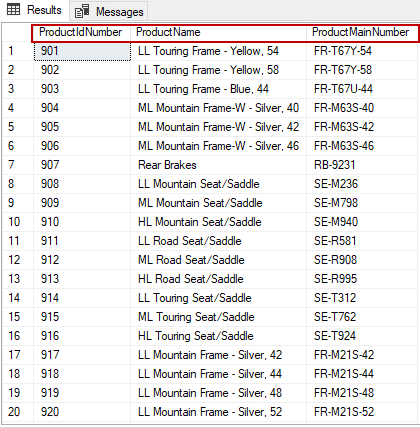 Results Messages
ProductIdNumber ProductName ProductMainNumber
1 901 LL Touring Frame - Yellow, 54 FR-T67Y-54
2 902 LL Touring Frame - Yellow, 58 FR-T67Y-58
3 903 LL Touring Frame - Blue, 44 FR-T67U-44
4 904 ML Mountain Frame-W - Silver, 40 FR-M63S-40
5 905 ML Mountain Frame-W - Silver, 42 FR-M63S-42
6 906 ML Mountain Frame-W - Silver, 46 FR-M63S-46
7 907 Rear Brakes RB-9231
8 908 LL Mountain Seat/Saddle SE-M236
9 909 ML Mountain Seat/Saddle SE-M798
10 910 HL Mountain Seat/Saddle SE-M940
11 911 LL Road Seat/Saddle SE-R581
12 912 ML Road Seat/Saddle SE-R908
13 913 HL Road Seat/Saddle SE-R995
14 914 LL Touring Seat/Saddle SE-T312
15 915 ML Touring Seat/Saddle SE-T762
16 916 HL Touring Seat/Saddle SE-T924
17 917 LL Mountain Frame - Silver, 42 FR-M21S-42
18 918 LL Mountain Frame - Silver, 44 FR-M21S-44
19 919 LL Mountain Frame - Silver, 48 FR-M21S-48
20 920 LL Mountain Frame - Silver, 52 FR-M21S-52